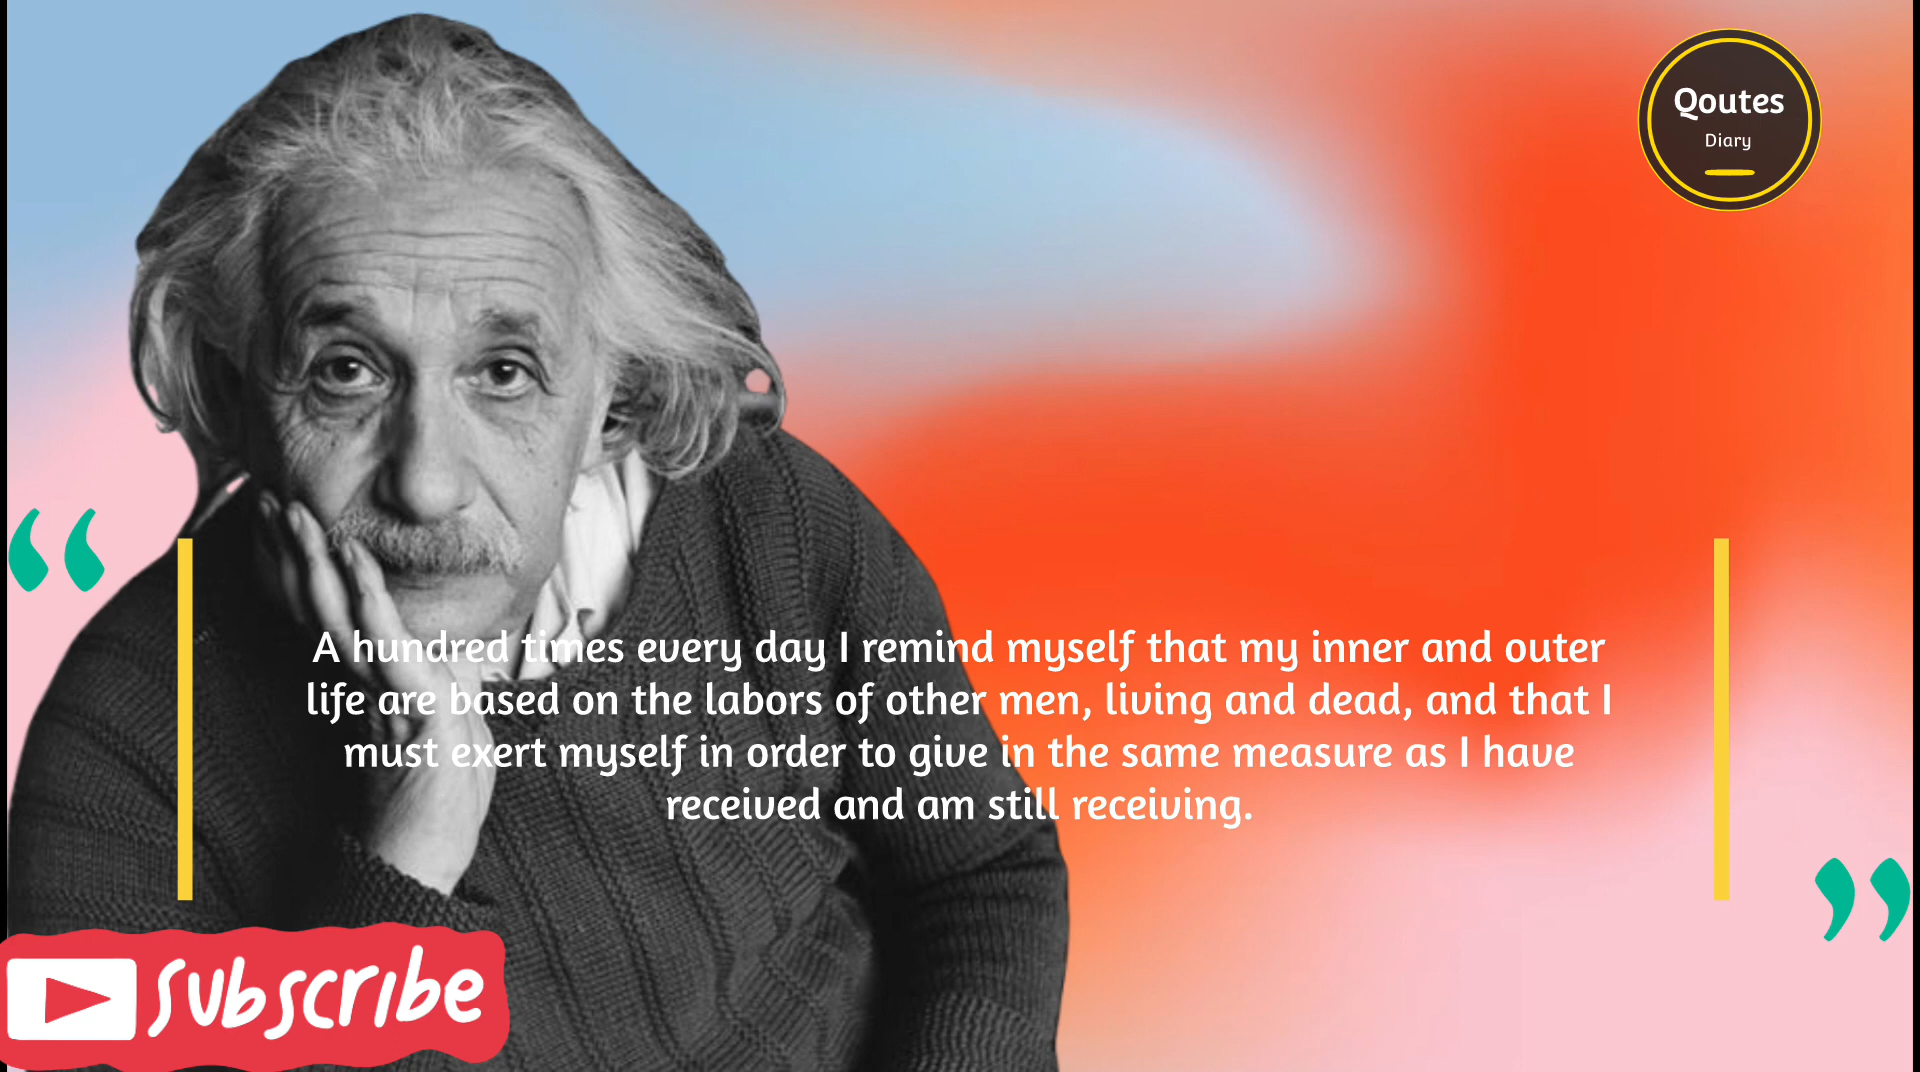 Qoutes
Diary
“
A hundred times every day I remind myself that my inner and outer
life are based on the labors of other men, living and dead, and that I
must exert myself in order to give in the same measure as I have
received and am still receiving.
”
Subscribe